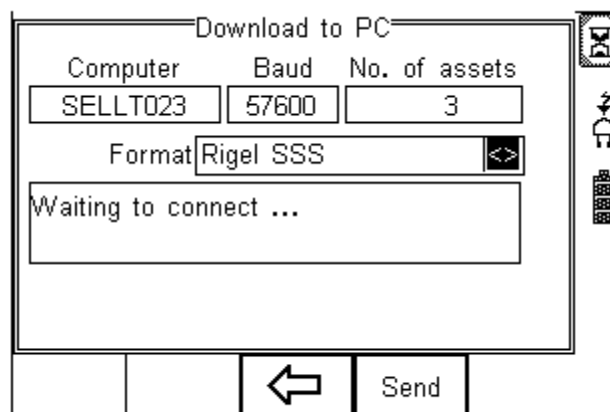 Download to PC
Computer Baud No. of assets
SELLT023 57600 3
Format Rigel SSS <>
Waiting to connect ...
Send